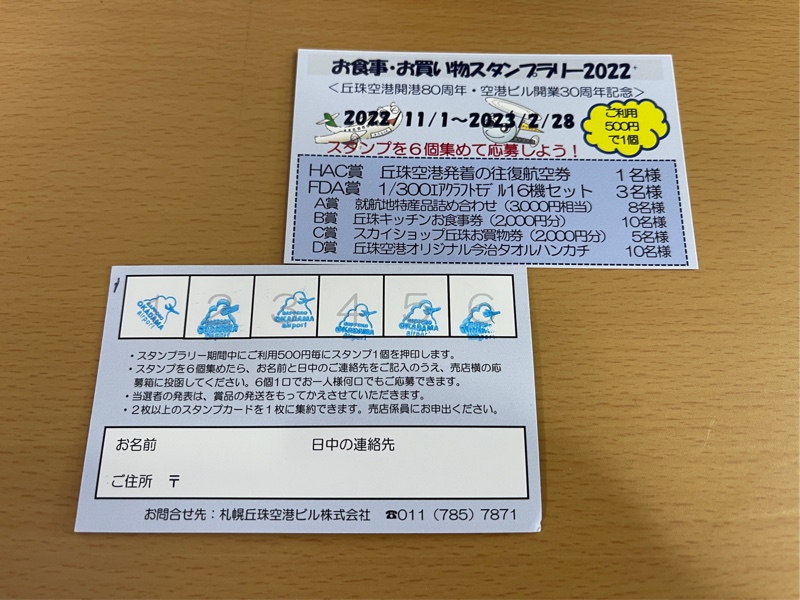 お食事・お買い物スタンプラリー2022
＜丘珠空港開港80周年・空港ビル開業30周年記念＞
2022/11/1～2023/2/28
ご利用
500円
で1個
スタンプを6個集めて応募しよう！
HAC賞 丘珠空港発着の往復航空券 1名様
FDA賞 1/300ｴｱｸﾗﾌﾄﾓﾃﾞﾙ16機セット 3名様
A賞 就航地特産品詰め合わせ（3,000円相当） 8名様
B賞 丘珠キッチンお食事券（2,000円分） 10名様
C賞 スカイショップ丘珠お買物券（2,000円分） 5名様
D賞 丘珠空港オリジナル今治タオルハンカチ 10名様
2 3 4 5 6
SAPPORO OKADAMA airport
・スタンプラリー期間中にご利用500円毎にスタンプ1個を押印します。
・スタンプを6個集めたら、お名前と日中のご連絡先をご記入のうえ、売店横の応
募箱に投函してください。6個1口でお一人様何口でもご応募できます。
・当選者の発表は、賞品の発送をもってかえさせていただきます。
・2枚以上のスタンプカードを1枚に集約できます。売店係員にお申出ください。
お名前 日中の連絡先
ご住所 〒
お問合せ先：札幌丘珠空港ビル株式会社 ☎011（785）7871